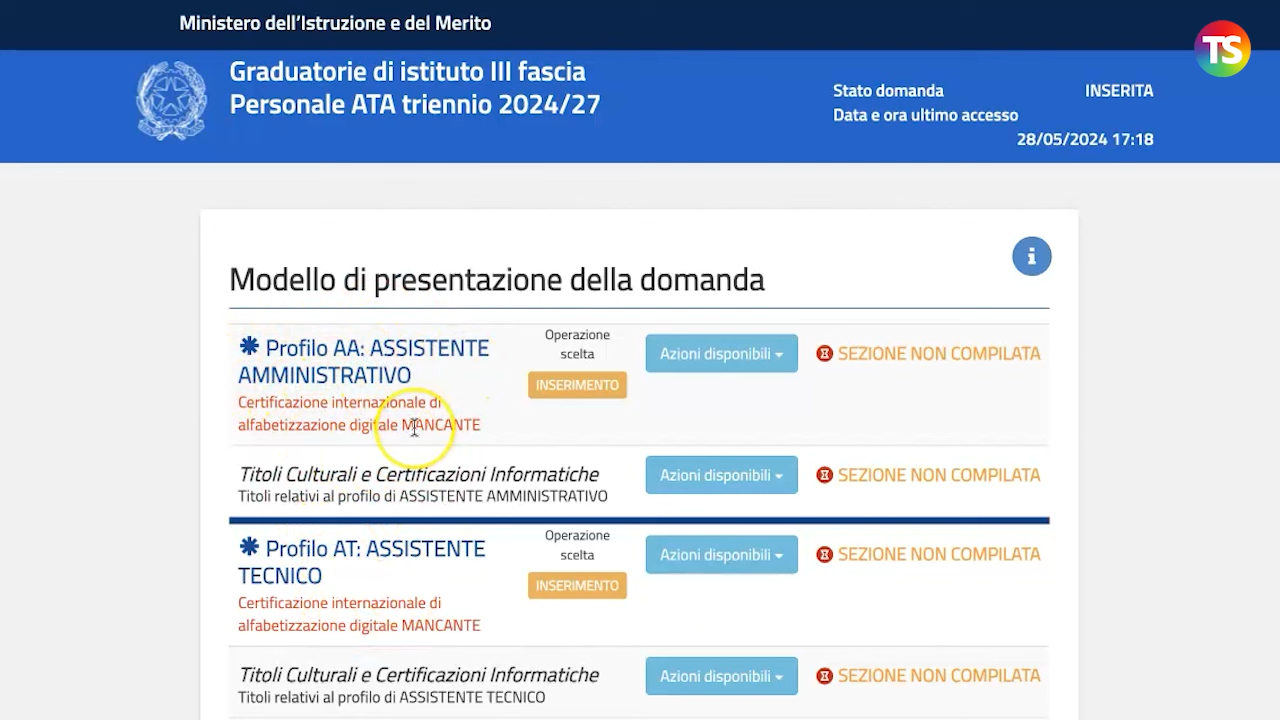 Ministero dell'Istruzione e del Merito
TS
Graduatorie di istituto III fascia
Personale ATA triennio 2024/27
Stato domanda INSERITA
Data e ora ultimo accesso
28/05/2024 17:18
i
Modello di presentazione della domanda
Profilo AA: ASSISTENTE
AMMINISTRATIVO
Certificazione internazionale di
alfabetizzazione digitale MANCANTE
Operazione
scelta
INSERIMENTO
Azioni disponibili
SEZIONE NON COMPILATA
Titoli Culturali e Certificazioni Informatiche
Titoli relativi al profilo di ASSISTENTE AMMINISTRATIVO
Azioni disponibili
SEZIONE NON COMPILATA
Profilo AT: ASSISTENTE
TECNICO
Certificazione internazionale di
alfabetizzazione digitale MANCANTE
Operazione
scelta
INSERIMENTO
Azioni disponibili
SEZIONE NON COMPILATA
Titoli Culturali e Certificazioni Informatiche
Titoli relativi al profilo di ASSISTENTE TECNICO
Azioni disponibili
SEZIONE NON COMPILATA